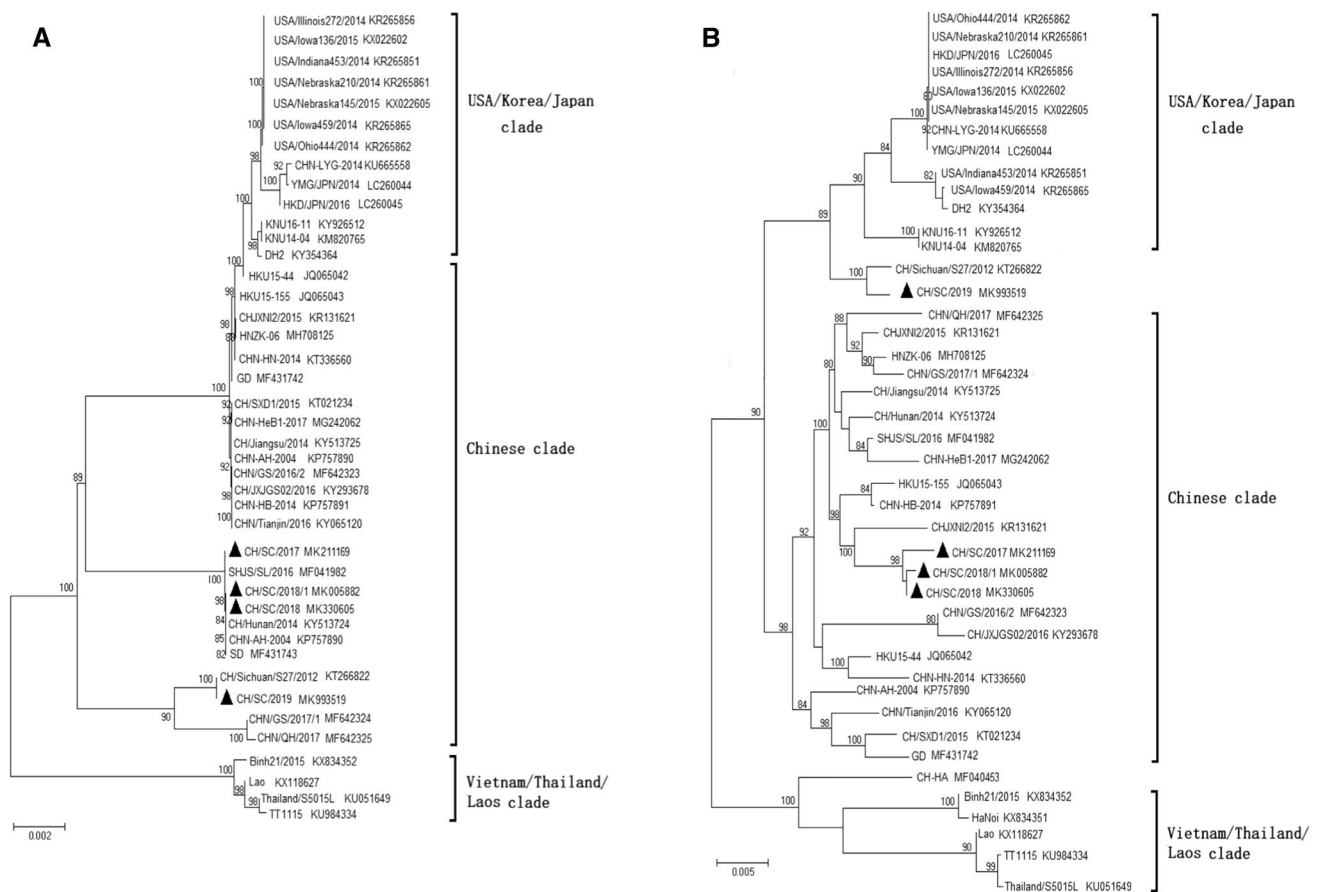 A
USA/Illinois272/2014 KR265856
USA/Iowa136/2015 KX022602
USA/Indiana453/2014 KR265851
100
USA/Nebraska210/2014 KR265861
USA/Nebraska145/2015 KX022605
100
USA/Iowa459/2014 KR265865
USA/Ohio444/2014 KR265862
98
92
CHN-LYG-2014 KU665558
100
YMG/JPN/2014 LC260044
HKD/JPN/2016 LC260045
100
KNU16-11 KY926512
KNU14-04 KM820765
98
DH2 KY354364
USA/Korea/Japan
clade
100
HKU15-44 JQ065042
98
HKU15-155 JQ065043
98
CHJXNI2/2015 KR131621
HNZK-06 MH708125
CHN-HN-2014 KT336560
GD MF431742
100
92
CH/SXD1/2015 KT021234
92
CHN-HeB1-2017 MG242062
CH/Jiangsu/2014 KY513725
CHN-AH-2004 KP757890
92
CHN/GS/2016/2 MF642323
CH/JXJGS02/2016 KY293678
98
CHN-HB-2014 KP757891
100
CHN/Tianjin/2016 KY065120
89
CH/SC/2017 MK211169
100
SHJS/SL/2016 MF041982
CH/SC/2018/1 MK005882
98
CH/SC/2018 MK330605
84
CH/Hunan/2014 KY513724
85
CHN-AH-2004 KP757890
82
SD MF431743
100
100
CH/Sichuan/S27/2012 KT266822
CH/SC/2019 MK993519
90
CHN/GS/2017/1 MF642324
100
CHN/QH/2017 MF642325
Chinese clade
100
Binh21/2015 KX834352
98
Lao KX118627
98
Thailand/S5015L KU051649
TT1115 KU984334
Vietnam/Thailand/
Laos clade
0.002
B
USA/Ohio444/2014 KR265862
USA/Nebraska210/2014 KR265861
HKD/JPN/2016 LC260045
USA/Illinois272/2014 KR265856
80
USA/Iowa136/2015 KX022602
100
USA/Nebraska145/2015 KX022605
92
CHN-LYG-2014 KU665558
84
YMG/JPN/2014 LC260044
82
USA/Indiana453/2014 KR265851
90
USA/Iowa459/2014 KR265865
DH2 KY354364
89
100
KNU16-11 KY926512
KNU14-04 KM820765
USA/Korea/Japan
clade
100
CH/Sichuan/S27/2012 KT266822
CH/SC/2019 MK993519
88
CHN/QH/2017 MF642325
CHJXNI2/2015 KR131621
92
HNZK-06 MH708125
90
80
CHN/GS/2017/1 MF642324
CH/Jiangsu/2014 KY513725
90
100
CH/Hunan/2014 KY513724
84
SHJS/SL/2016 MF041982
CHN-HeB1-2017 MG242062
84
HKU15-155 JQ065043
CHN-HB-2014 KP757891
98
CHJXNI2/2015 KR131621
92
100
98
CH/SC/2017 MK211169
CH/SC/2018/1 MK005882
CH/SC/2018 MK330605
98
80
CHN/GS/2016/2 MF642323
CH/JXJGS02/2016 KY293678
100
HKU15-44 JQ065042
CHN-HN-2014 KT336560
84
CHN-AH-2004 KP757890
98
CHN/Tianjin/2016 KY065120
100
CH/SXD1/2015 KT021234
GD MF431742
Chinese clade
100
CH-HA MF040453
100
Binh21/2015 KX834352
HaNoi KX834351
90
Lao KX118627
99
TT1115 KU984334
Thailand/S5015L KU051649
Vietnam/Thailand/
Laos clade
0.005